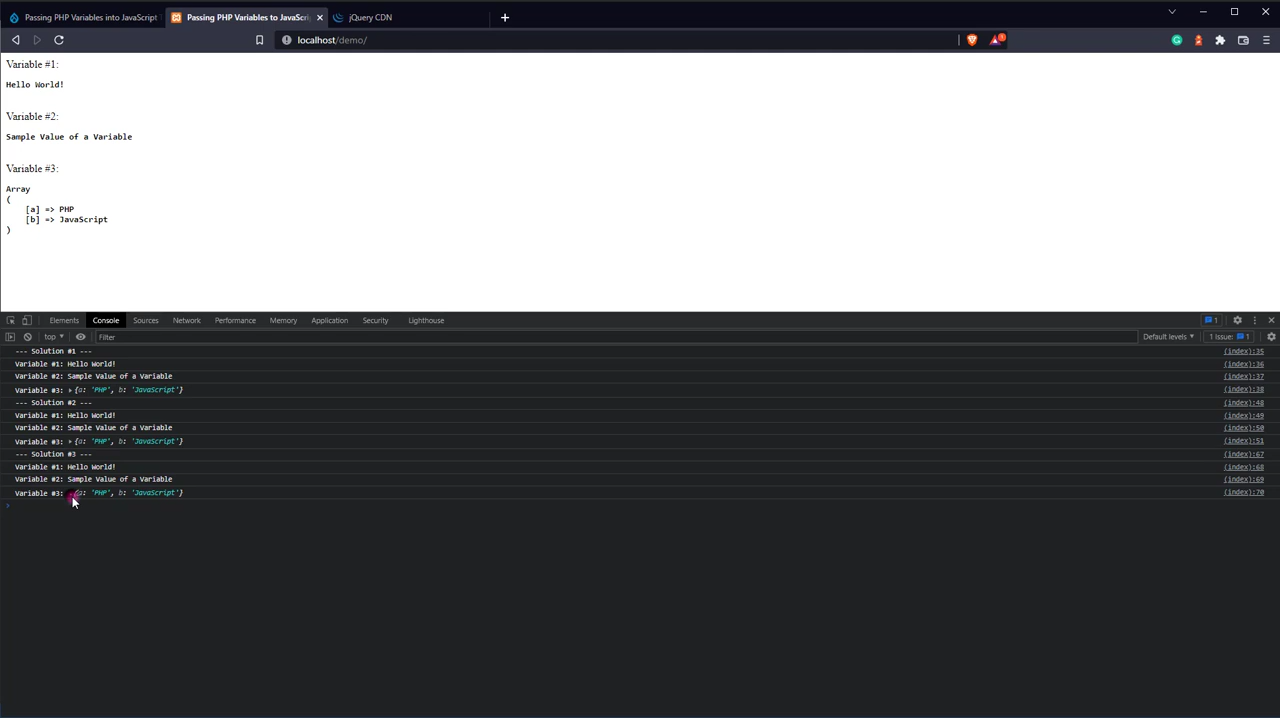 Passing PHP Variables into JavaScript
Passing PHP Variables to JavaScri
jQuery CDN
localhost/demo/
1
Variable #1:
Hello World!
Variable #2:
Sample Value of a Variable
Variable #3:
Array
(
[a] => PHP
[b] => JavaScript
)
Elements Console Sources Network Performance Memory Application Security Lighthouse 1
top Filter Default levels 1 Issue: 1
--- Solution #1 --- (index):35
Variable #1: Hello World! (index):36
Variable #2: Sample Value of a Variable (index):37
Variable #3: {a: 'PHP', b: 'JavaScript'} (index):38
--- Solution #2 --- (index):48
Variable #1: Hello World! (index):49
Variable #2: Sample Value of a Variable (index):50
Variable #3: {a: 'PHP', b: 'JavaScript'} (index):51
--- Solution #3 --- (index):67
Variable #1: Hello World! (index):68
Variable #2: Sample Value of a Variable (index):69
Variable #3: {a: 'PHP', b: 'JavaScript'} (index):70